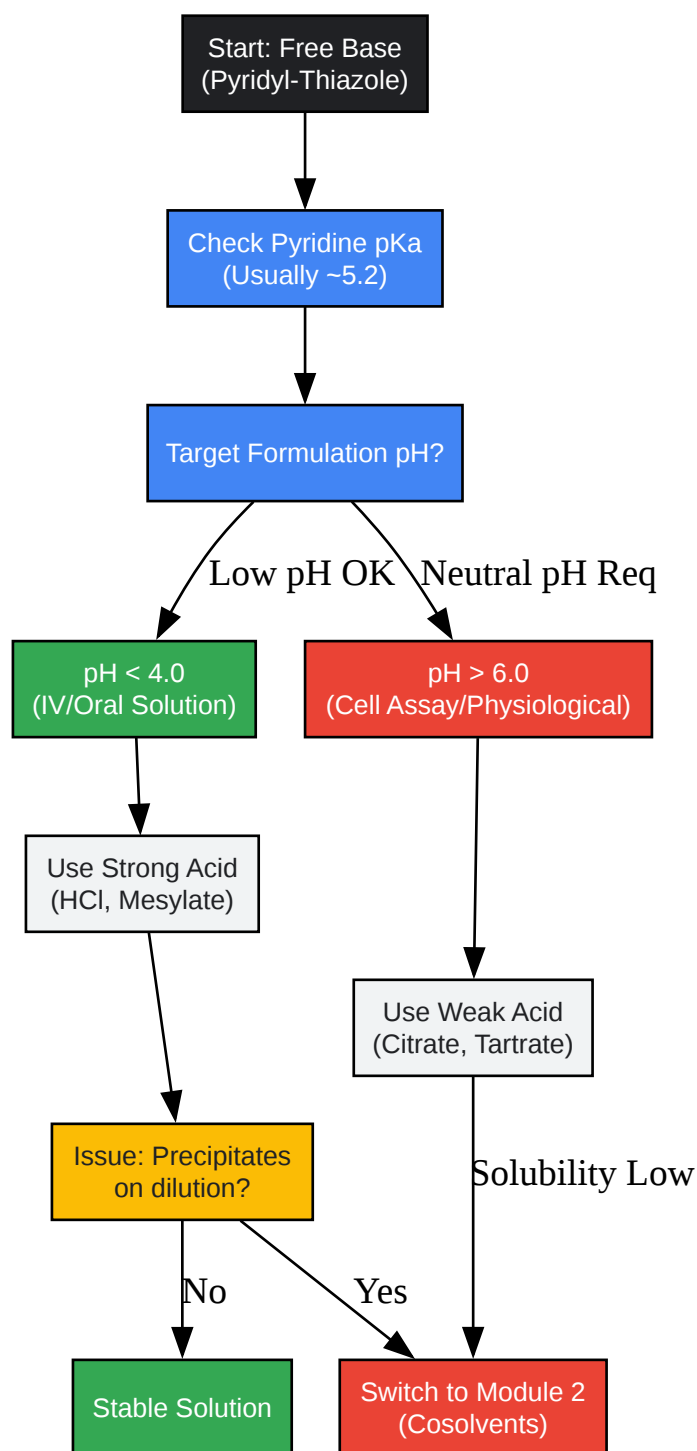 Start: Free Base
(Pyridyl-Thiazole)
Check Pyridine pKa
(Usually ~5.2)
Target Formulation pH?
Low pH OK
Neutral pH Req
pH < 4.0
(IV/Oral Solution)
pH > 6.0
(Cell Assay/Physiological)
Use Strong Acid
(HCl, Mesylate)
Use Weak Acid
(Citrate, Tartrate)
Issue: Precipitates
on dilution?
Solubility Low
No
Yes
Stable Solution
Switch to Module 2
(Cosolvents)